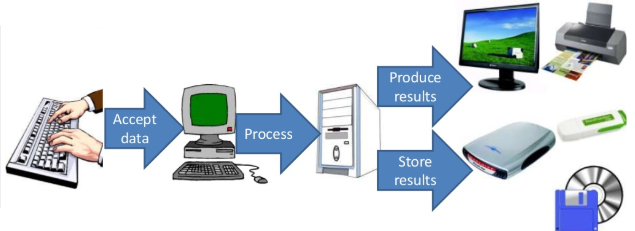 Accept
data
Process
Produce
results
Store
results